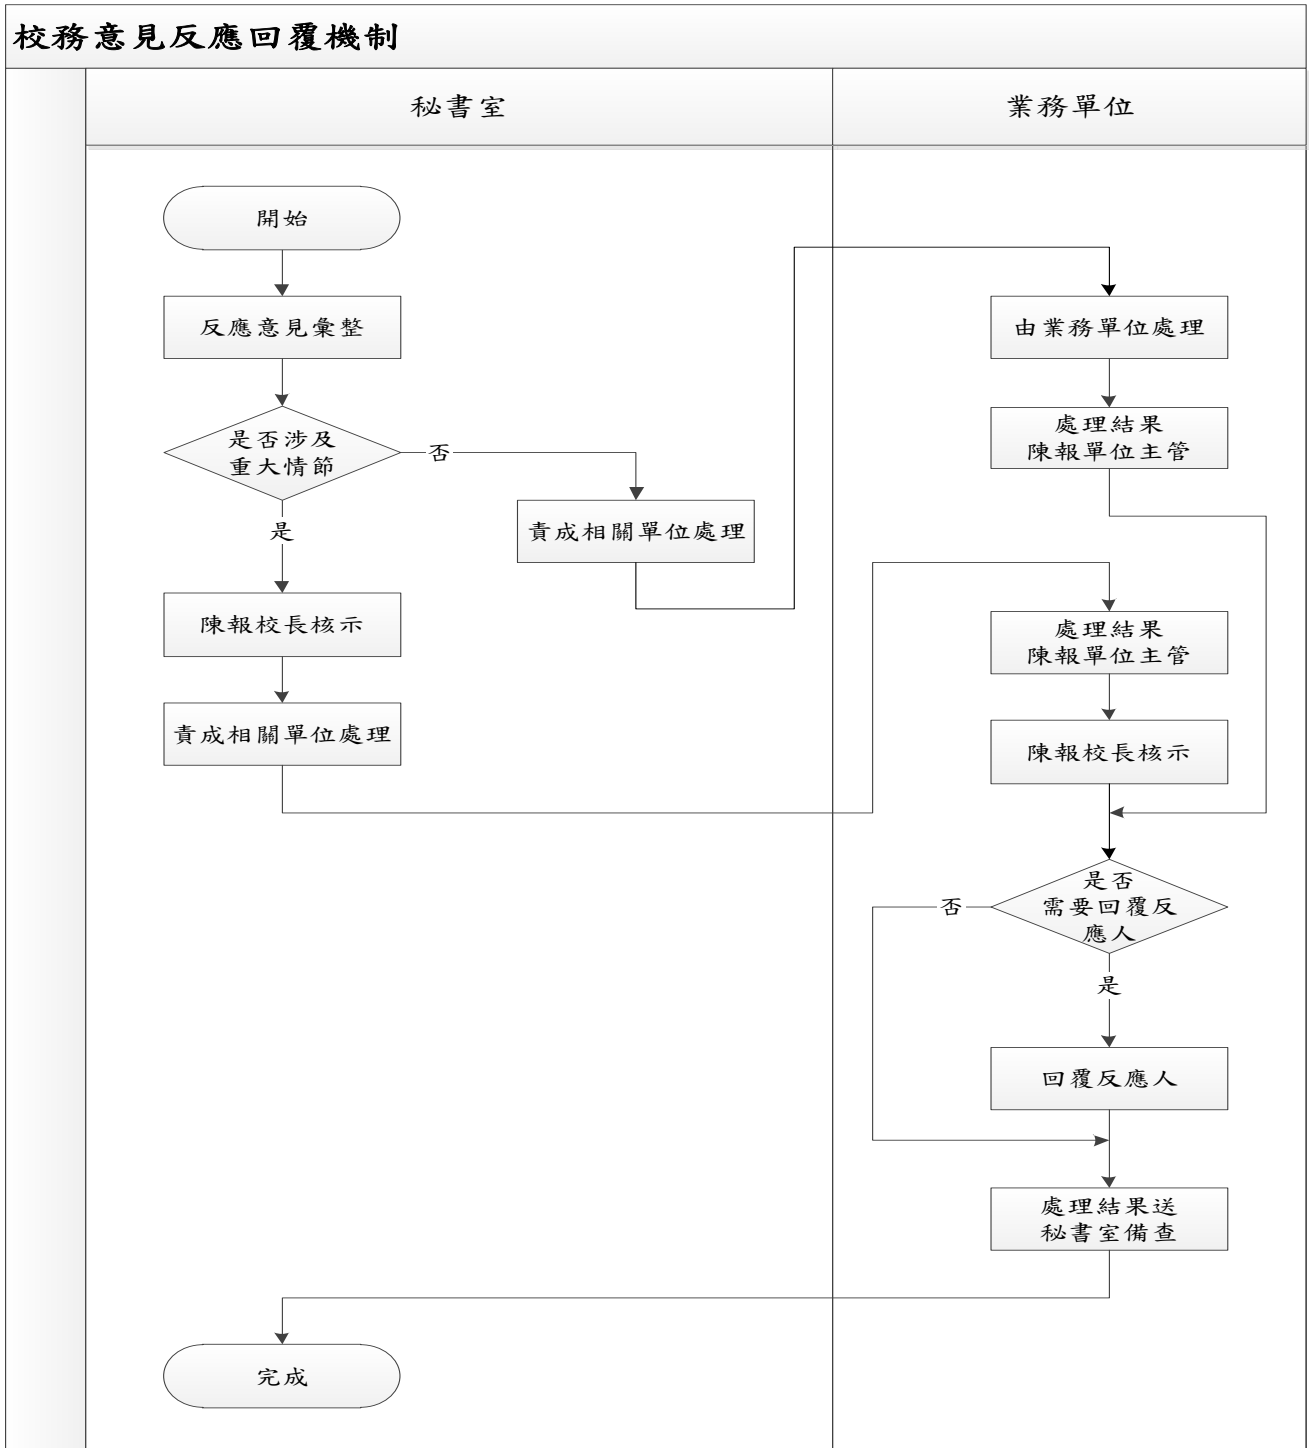 校務意見反應回覆機制
秘書室
業務單位
開始
反應意見彙整
由業務單位處理
是否涉及
重大情節
否
處理結果
陳報單位主管
責成相關單位處理
是
陳報校長核示
處理結果
陳報單位主管
責成相關單位處理
陳報校長核示
是否
需要回覆反
應人
否
是
回覆反應人
處理結果送
秘書室備查
完成